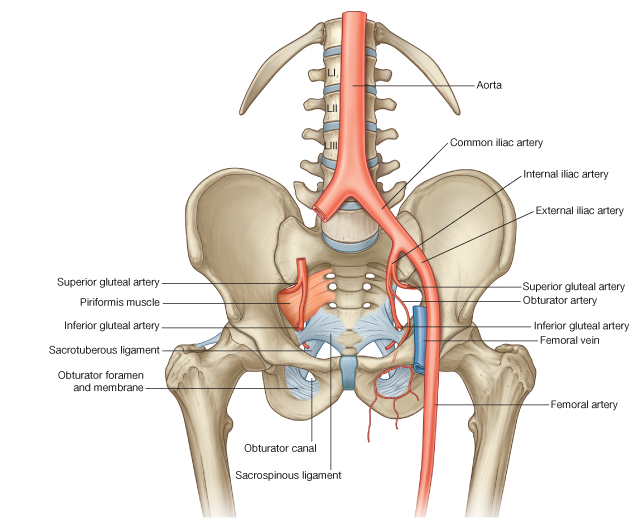 LI
LII
LIII
Aorta
Common iliac artery
Internal iliac artery
External iliac artery
Superior gluteal artery
Piriformis muscle
Inferior gluteal artery
Sacrotuberous ligament
Obturator foramen
and membrane
Superior gluteal artery
Obturator artery
Inferior gluteal artery
Femoral vein
Femoral artery
Obturator canal
Sacrospinous ligament